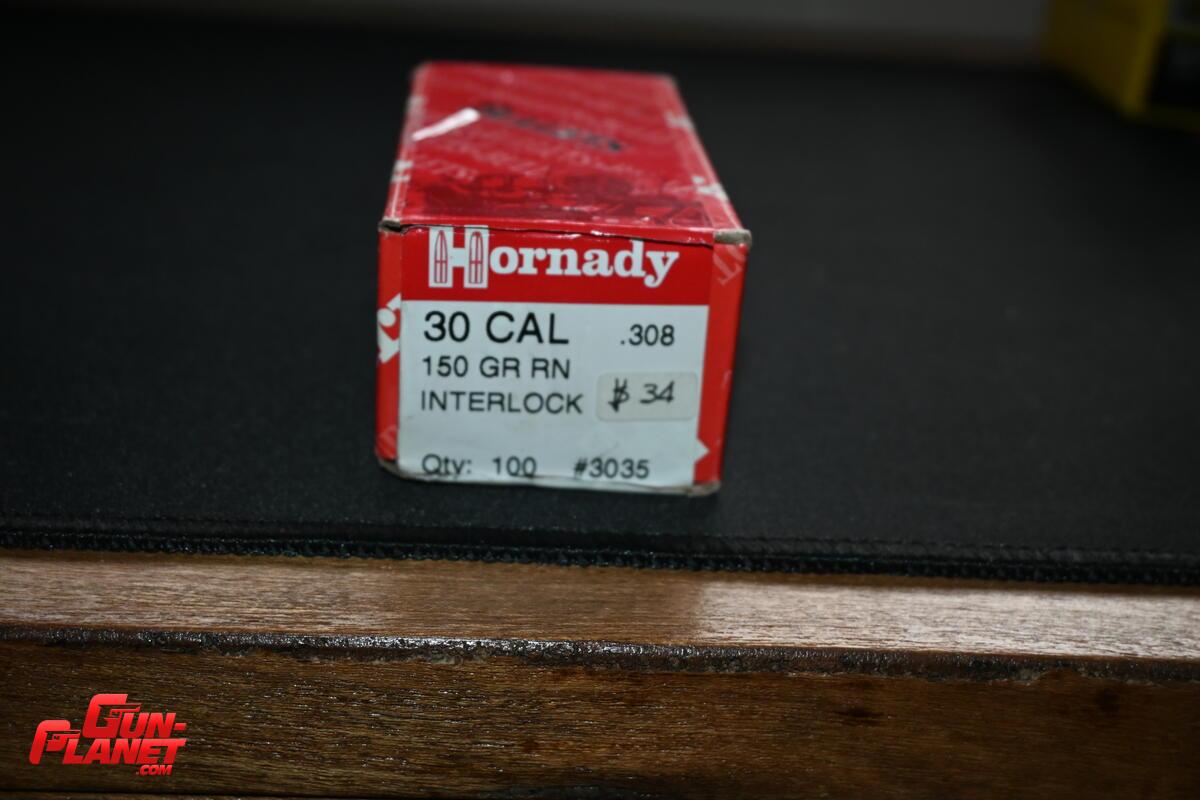 Hornady
30 CAL .308
150 GR RN
INTERLOCK $ 34
Qty: 100 #3035
GUN-
PLANET
.COM